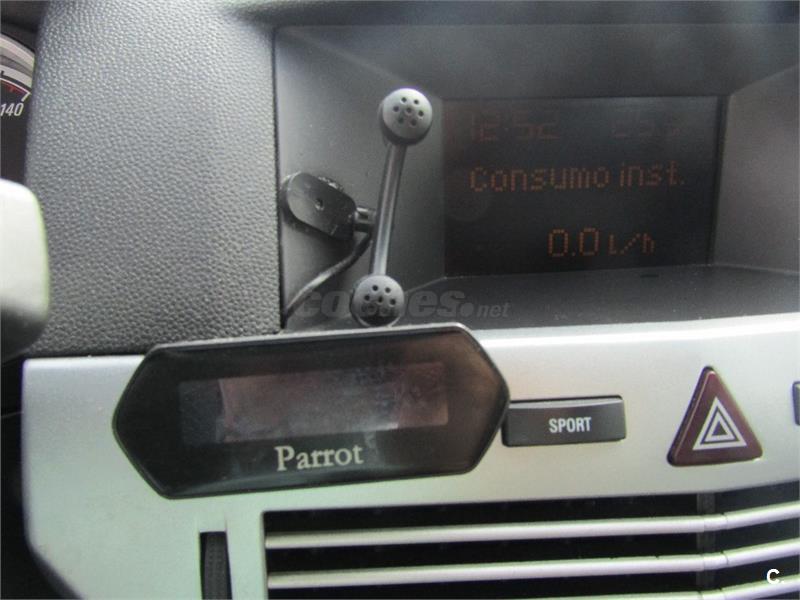 140
12:52
Consumo inst.
0.0 l/h
coches.net
Parrot
SPORT
C.